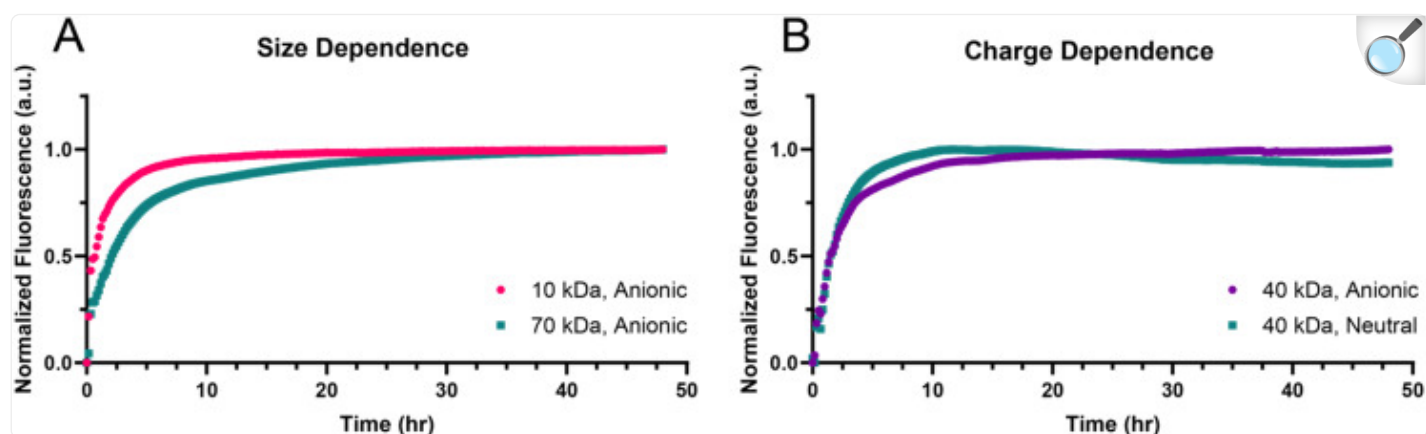 A
Size Dependence
Normalized Fluorescence (a.u.)
1.0
0.5
0.0
0 10 20 30 40 50
Time (hr)
10 kDa, Anionic
70 kDa, Anionic
B
Charge Dependence
Normalized Fluorescence (a.u.)
1.0
0.5
0.0
0 10 20 30 40 50
Time (hr)
40 kDa, Anionic
40 kDa, Neutral